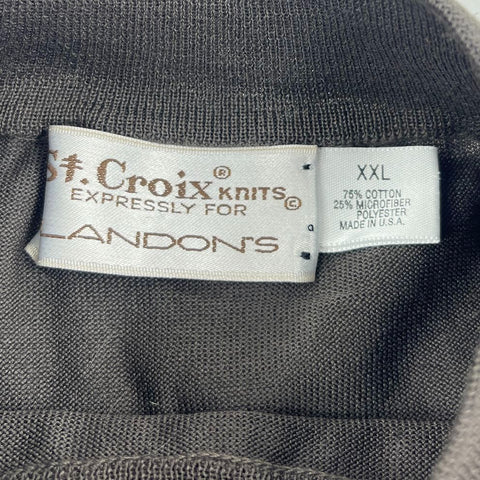 St. Croix® KNITS©
EXPRESSLY FOR
LANDON'S
XXL
75% COTTON
25% MICROFIBER
POLYESTER
MADE IN U.S.A.